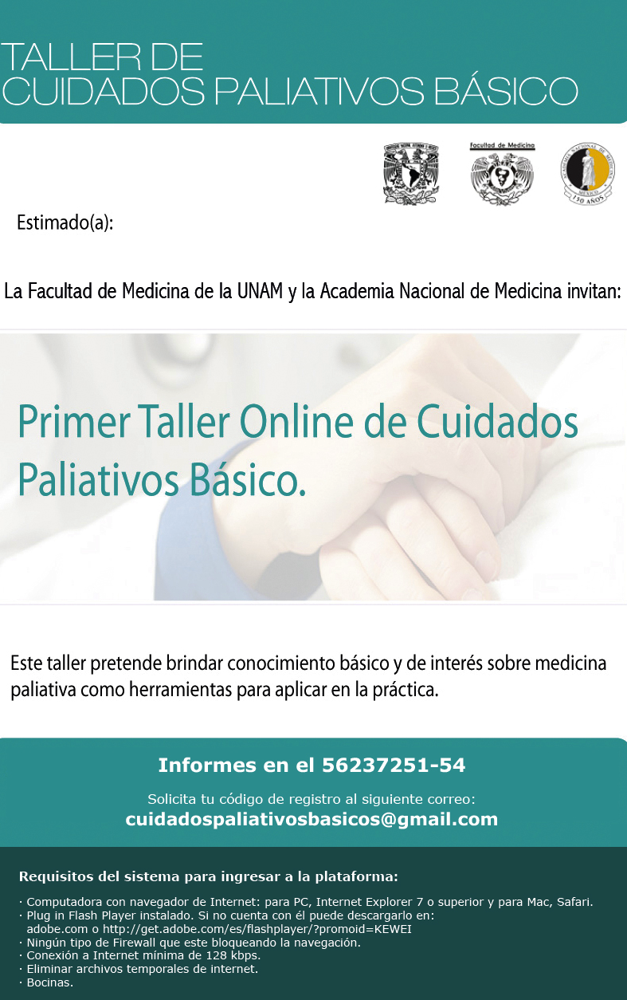 TALLER DE
CUIDADOS PALIATIVOS BÁSICO
Facultad de Medicina
ACADEMIA NACIONAL DE MEDICINA
MÉXICO
150 AÑOS
Estimado(a):
La Facultad de Medicina de la UNAM y la Academia Nacional de Medicina invitan:
Primer Taller Online de Cuidados
Paliativos Básico.
Este taller pretende brindar conocimiento básico y de interés sobre medicina
paliativa como herramientas para aplicar en la práctica.
Informes en el 56237251-54
Solicita tu código de registro al siguiente correo:
cuidadospaliativosbasicos@gmail.com
Requisitos del sistema para ingresar a la plataforma:
· Computadora con navegador de Internet: para PC, Internet Explorer 7 o superior y para Mac, Safari.
· Plug in Flash Player instalado. Si no cuenta con él puede descargarlo en:
adobe.com o http://get.adobe.com/es/flashplayer/?promoid=KEWEI
· Ningún tipo de Firewall que este bloqueando la navegación.
· Conexión a Internet mínima de 128 kbps.
· Eliminar archivos temporales de internet.
· Bocinas.